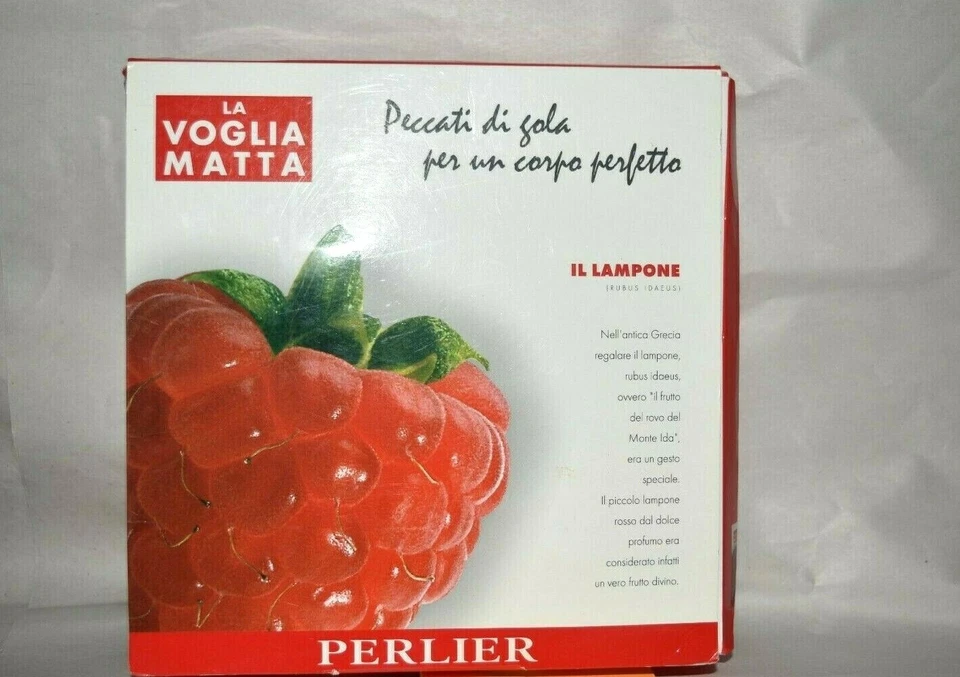 LA
VOGLIA
MATTA
Peccati di gola
per un corpo perfetto
IL LAMPONE
(RUBUS IDAEUS)
Nell'antica Grecia
regalare il lampone,
rubus idaeus,
ovvero "il frutto
del rovo del
Monte Ida",
era un gesto
speciale.
Il piccolo lampone
rosso dal dolce
profumo era
considerato infatti
un vero frutto divino.
PERLIER